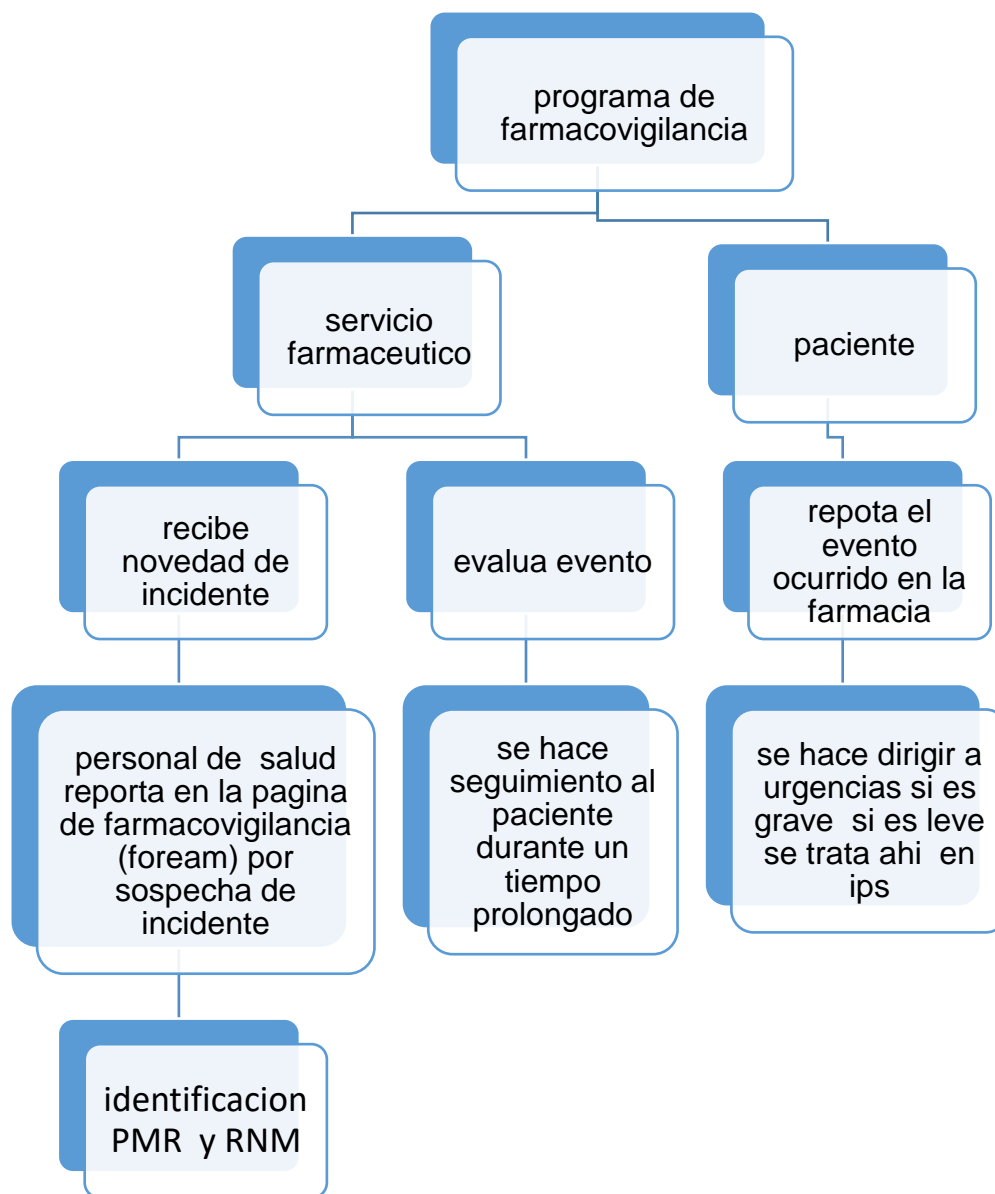 programa de
farmacovigilancia
servicio
farmaceutico
paciente
recibe
novedad de
incidente
evalua evento
repota el
evento
ocurrido en la
farmacia
personal de salud
reporta en la pagina
de farmacovigilancia
(foream) por
sospecha de
incidente
se hace
seguimiento al
paciente
durante un
tiempo
prolongado
se hace dirigir a
urgencias si es
grave si es leve
se trata ahi en
ips
identificacion
PMR y RNM